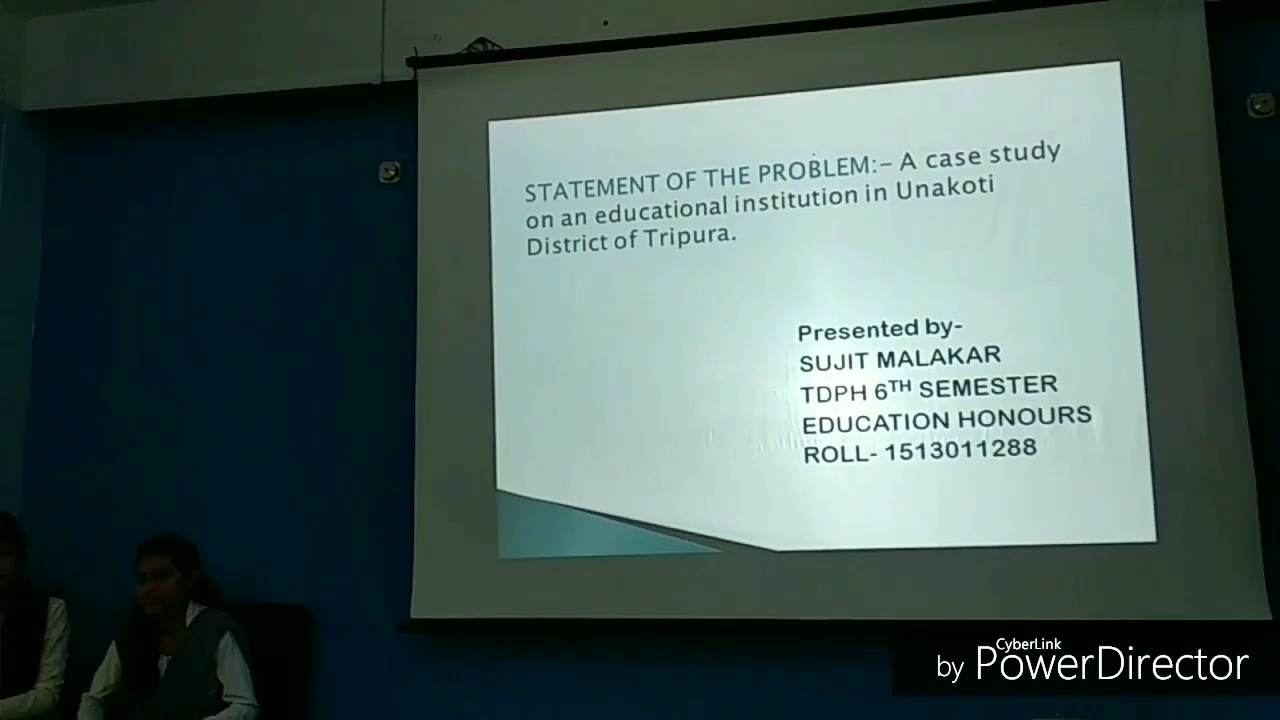 STATEMENT OF THE PROBLEM:– A case study
on an educational institution in Unakoti
District of Tripura.
Presented by-
SUJIT MALAKAR
TDPH 6TH SEMESTER
EDUCATION HONOURS
ROLL- 1513011288
CyberLink
by PowerDirector